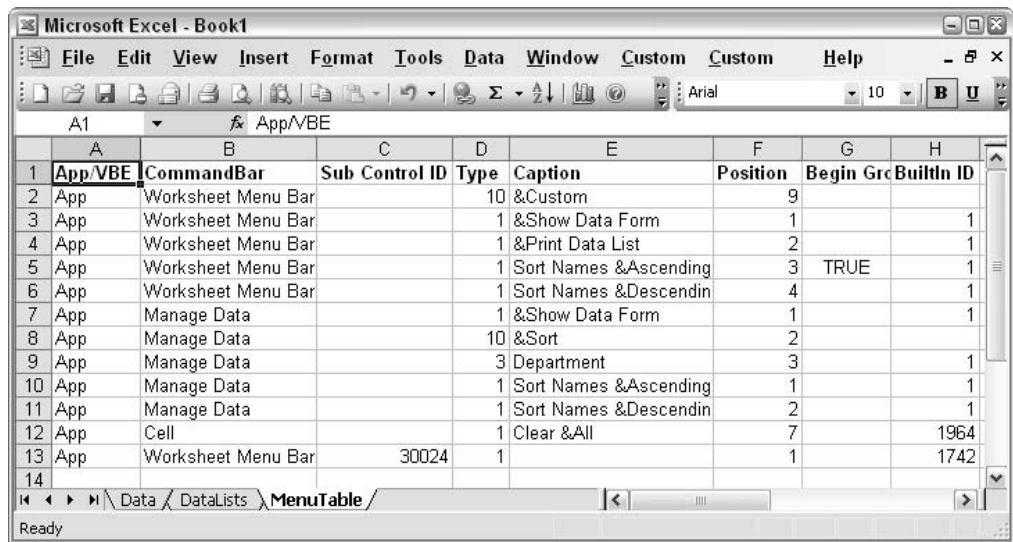 Microsoft Excel - Book1
File Edit View Insert Format Tools Data Window Custom Custom Help
Arial 10 B U
A1 fx App/VBE
A B C D E F G H
1 App/VBE CommandBar Sub Control ID Type Caption Position Begin Grc BuiltIn ID
2 App Worksheet Menu Bar 10 &Custom 9
3 App Worksheet Menu Bar 1 &Show Data Form 1 1
4 App Worksheet Menu Bar 1 &Print Data List 2 1
5 App Worksheet Menu Bar 1 Sort Names &Ascending 3 TRUE 1
6 App Worksheet Menu Bar 1 Sort Names &Descendin 4 1
7 App Manage Data 1 &Show Data Form 1 1
8 App Manage Data 10 &Sort 2
9 App Manage Data 3 Department 3 1
10 App Manage Data 1 Sort Names &Ascending 1 1
11 App Manage Data 1 Sort Names &Descendin 2 1
12 App Cell 1 Clear &All 7 1964
13 App Worksheet Menu Bar 30024 1 1 1742
14
Data DataLists MenuTable
Ready